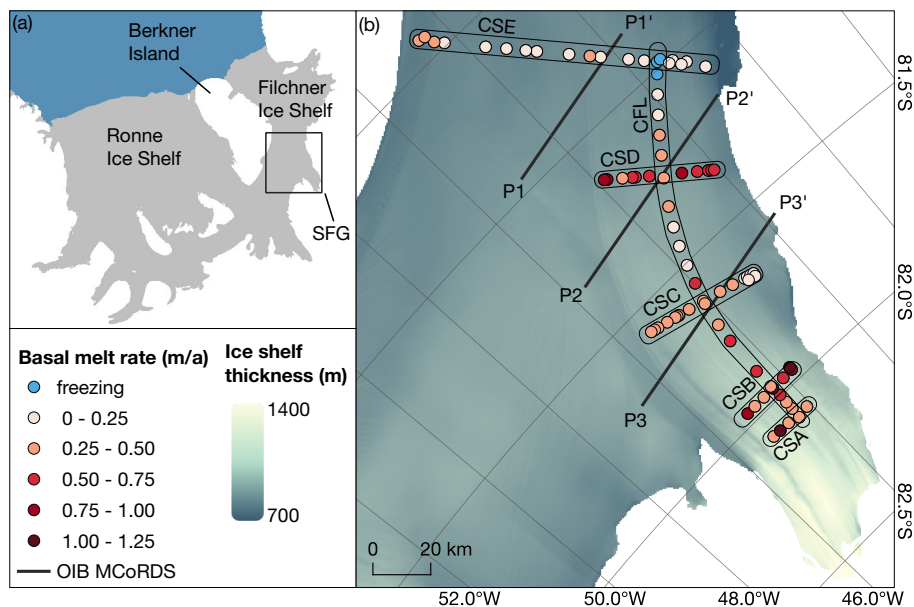 (a)
Berkner
Island
Filchner
Ice Shelf
Ronne
Ice Shelf
SFG
Basal melt rate (m/a)
freezing
0 - 0.25
0.25 - 0.50
0.50 - 0.75
0.75 - 1.00
1.00 - 1.25
OIB MCoRDS
Ice shelf
thickness (m)
1400
700
(b)
CSE
P1'
81.5°S
P2'
CFL
CSD
P1
P3'
P2
CSC
82.0°S
P3
CSB
CSA
82.5°S
0 20 km
52.0°W 50.0°W 48.0°W 46.0°W